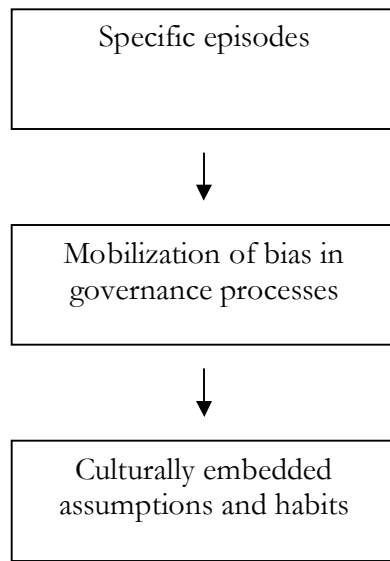 Specific episodes
Mobilization of bias in
governance processes
Culturally embedded
assumptions and habits